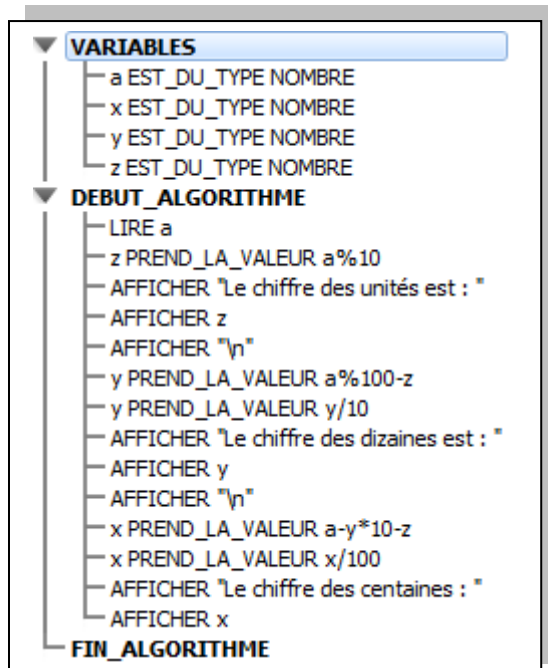 VARIABLES
a EST_DU_TYPE NOMBRE
x EST_DU_TYPE NOMBRE
y EST_DU_TYPE NOMBRE
z EST_DU_TYPE NOMBRE
DEBUT_ALGORITHME
LIRE a
z PREND_LA_VALEUR a%10
AFFICHER "Le chiffre des unités est : "
AFFICHER z
AFFICHER "\n"
y PREND_LA_VALEUR a%100-z
y PREND_LA_VALEUR y/10
AFFICHER "Le chiffre des dizaines est : "
AFFICHER y
AFFICHER "\n"
x PREND_LA_VALEUR a-y*10-z
x PREND_LA_VALEUR x/100
AFFICHER "Le chiffre des centaines : "
AFFICHER x
FIN_ALGORITHME